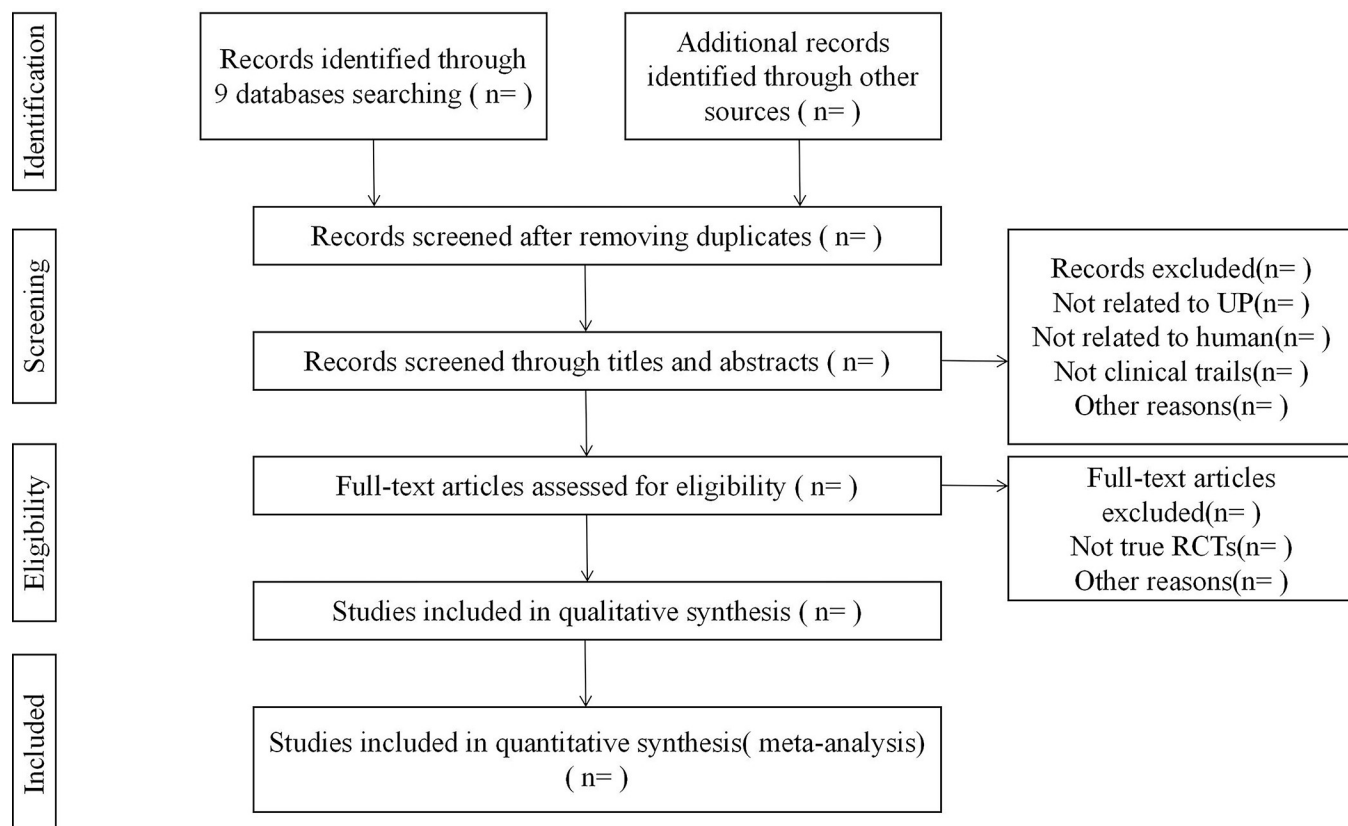 Identification
Records identified through
9 databases searching ( n= )
Additional records
identified through other
sources ( n= )
Records screened after removing duplicates ( n= )
Screening
Records screened through titles and abstracts ( n= )
Records excluded(n= )
Not related to UP(n= )
Not related to human(n= )
Not clinical trails(n= )
Other reasons(n= )
Eligibility
Full-text articles assessed for eligibility ( n= )
Full-text articles
excluded(n= )
Not true RCTs(n= )
Other reasons(n= )
Studies included in qualitative synthesis ( n= )
Included
Studies included in quantitative synthesis( meta-analysis)
( n= )